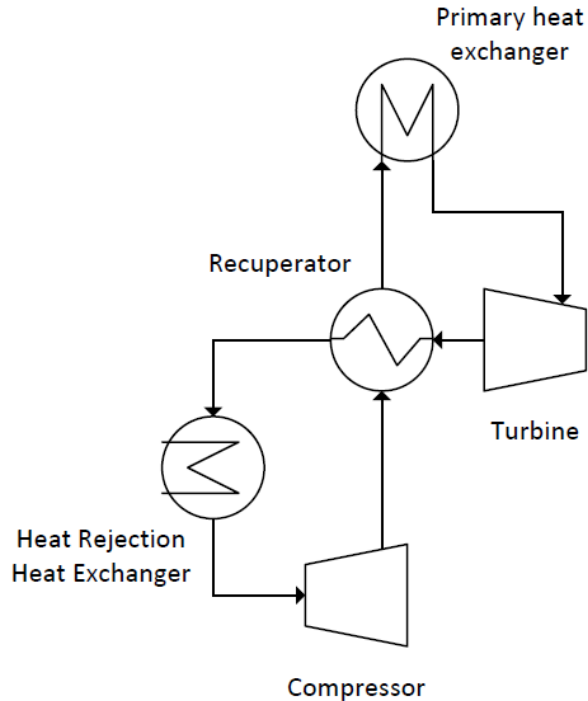 Primary heat
exchanger
Recuperator
Turbine
Heat Rejection
Heat Exchanger
Compressor